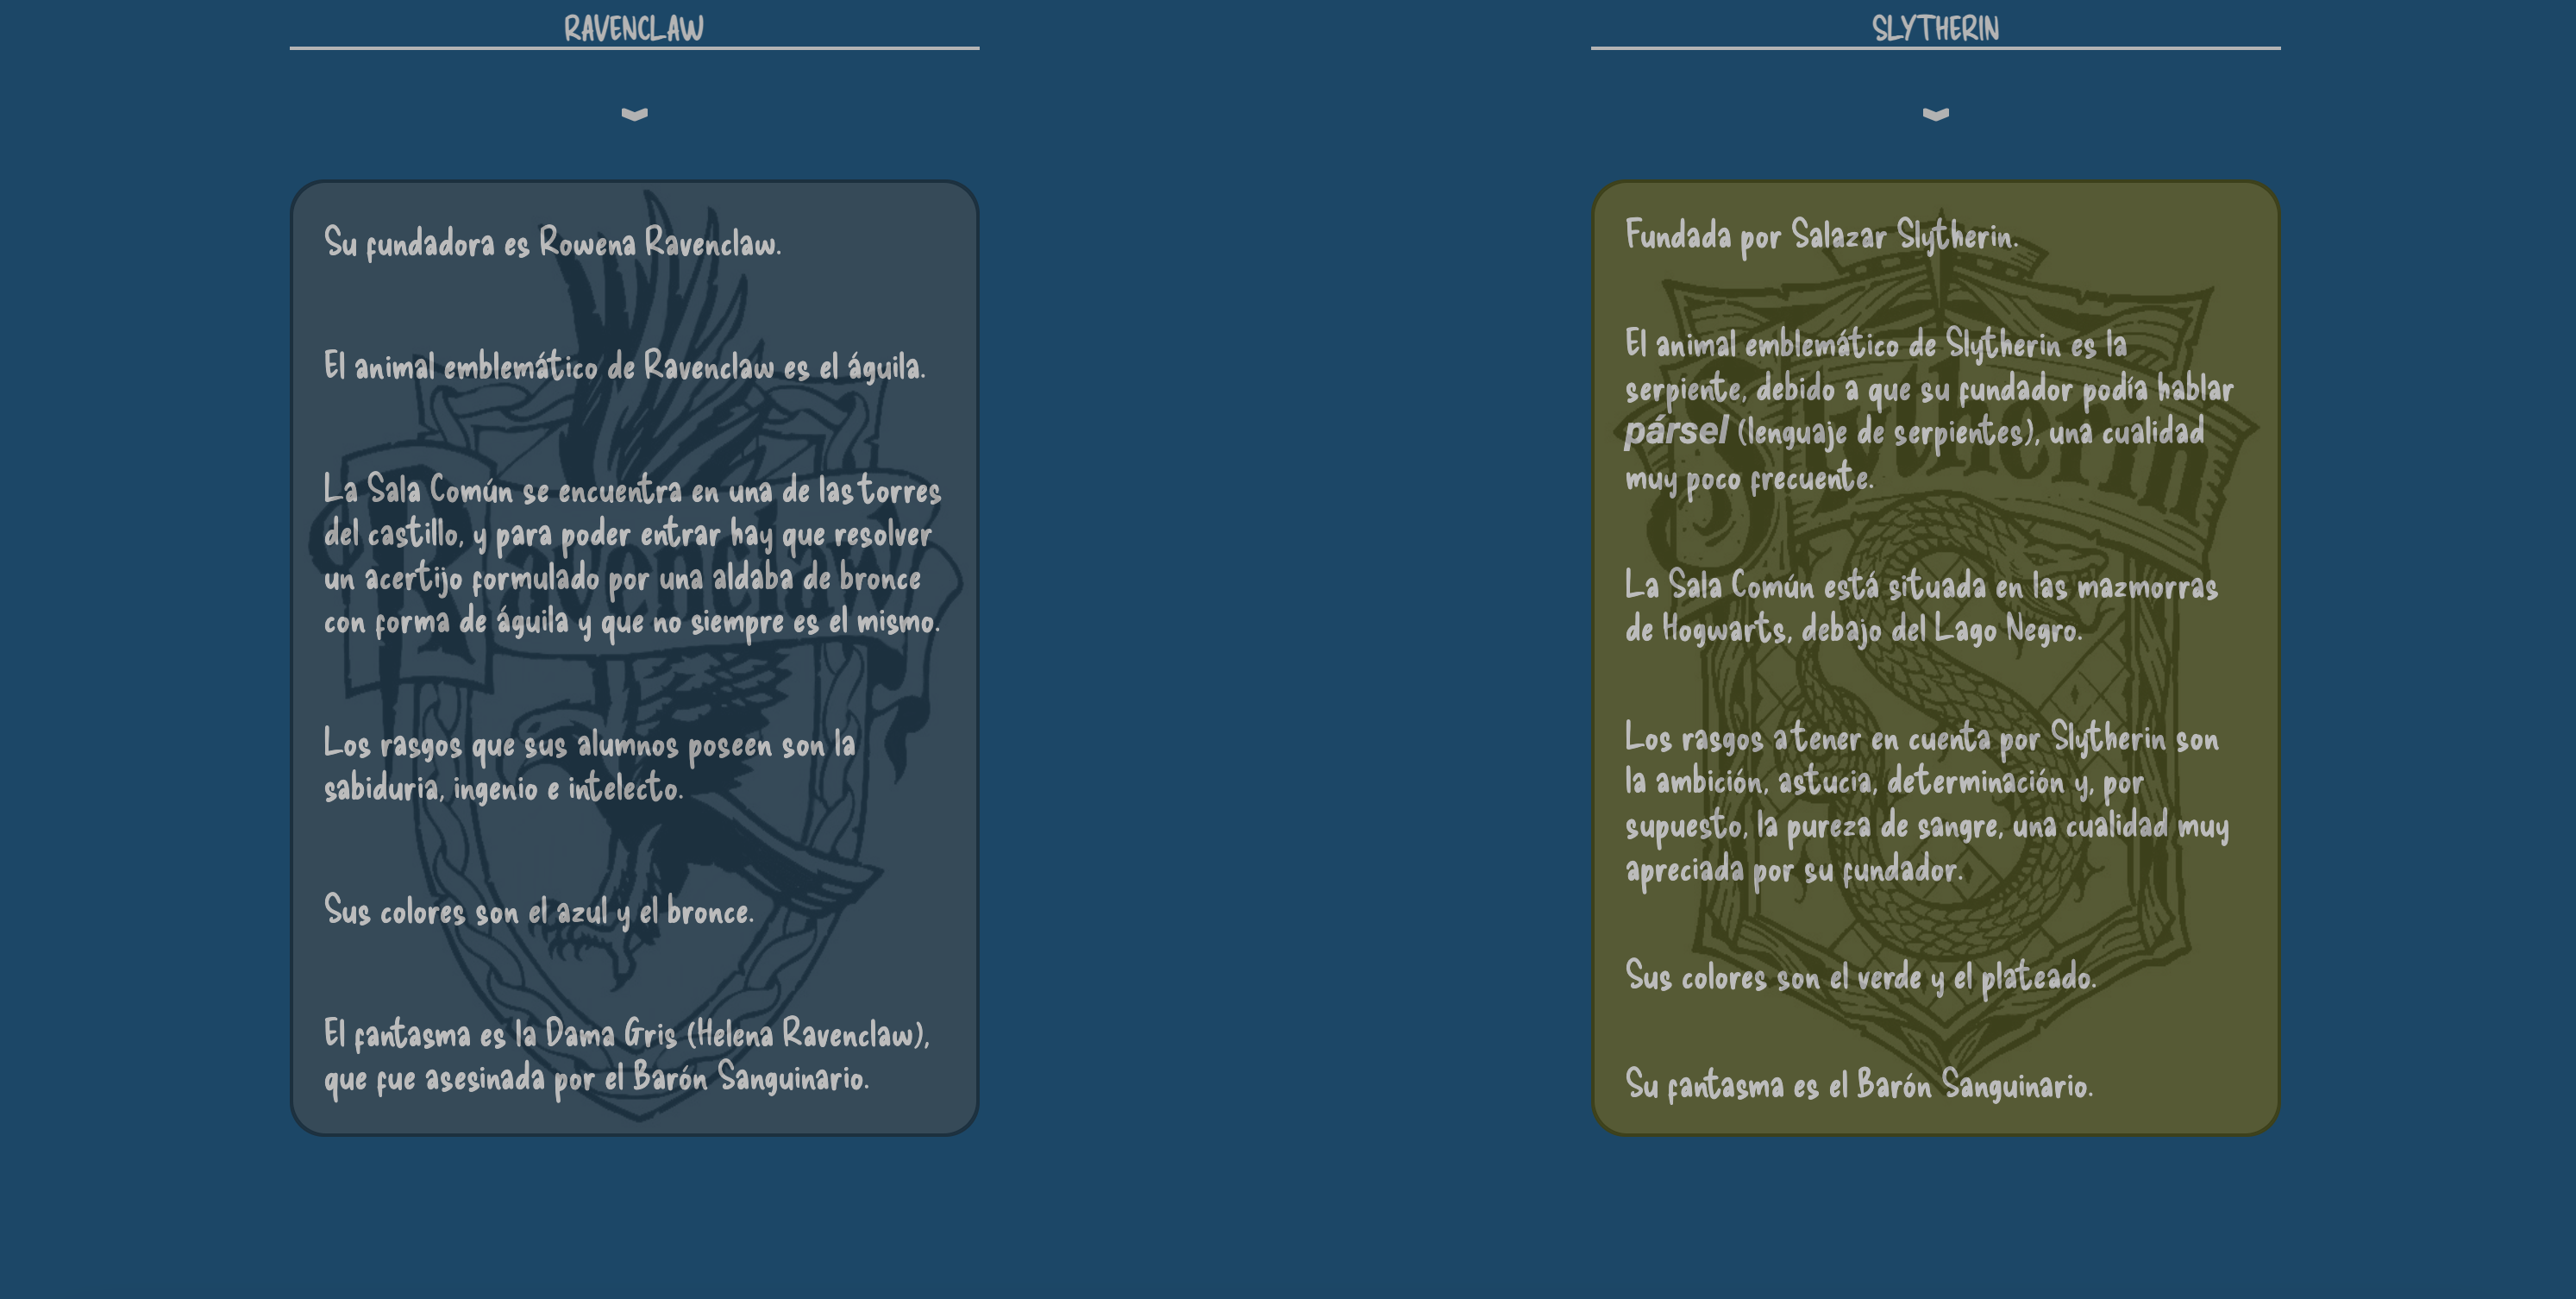 RAVENCLAW
Su fundadora es Rowena Ravenclaw.
El animal emblemático de Ravenclaw es el águila.
La Sala Común se encuentra en una de las torres
del castillo, y para poder entrar hay que resolver
un acertijo formulado por una aldaba de bronce
con forma de águila y que no siempre es el mismo.
Los rasgos que sus alumnos poseen son la
sabiduria, ingenio e intelecto.
Sus colores son el azul y el bronce.
El fantasma es la Dama Gris (Helena Ravenclaw),
que fue asesinada por el Barón Sanguinario.
Ravenclaw
SLYTHERIN
Fundada por Salazar Slytherin.
El animal emblemático de Slytherin es la
serpiente, debido a que su fundador podía hablar
pársel (lenguaje de serpientes), una cualidad
muy poco frecuente.
La Sala Común está situada en las mazmorras
de Hogwarts, debajo del Lago Negro.
Los rasgos a tener en cuenta por Slytherin son
la ambición, astucia, determinación y, por
supuesto, la pureza de sangre, una cualidad muy
apreciada por su fundador.
Sus colores son el verde y el plateado.
Su fantasma es el Barón Sanguinario.
Slytherin